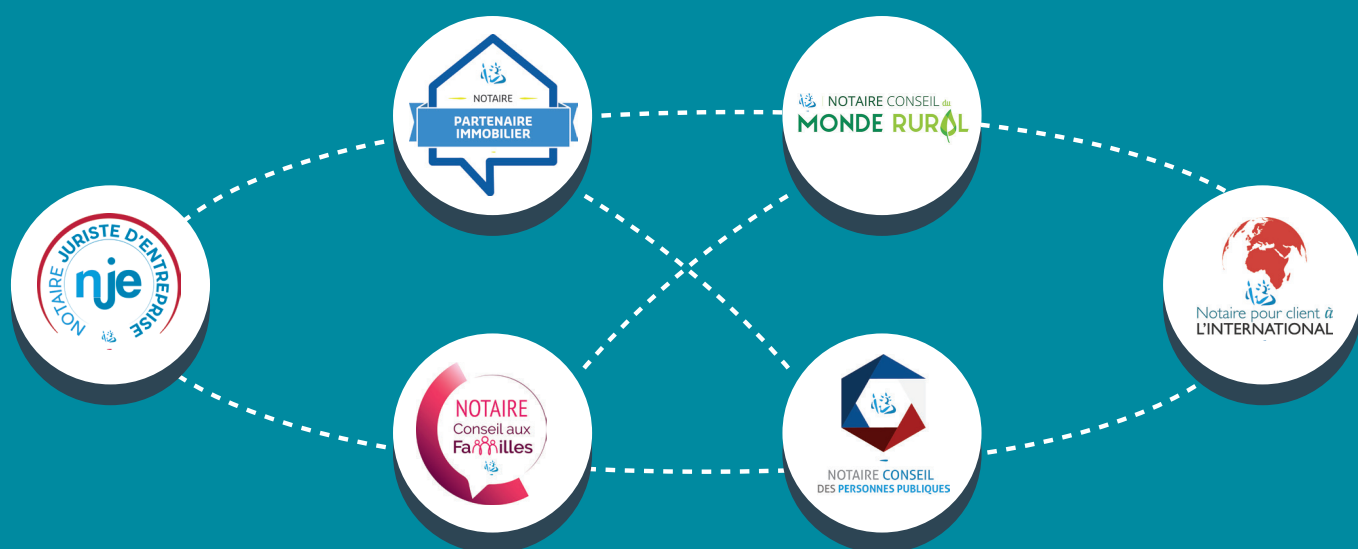 NOTAIRE
PARTENAIRE
IMMOBILIER
NOTAIRE CONSEIL du
MONDE RURAL
NOTAIRE JURISTE D'ENTREPRISE
nje
Notaire pour client à
L'INTERNATIONAL
NOTAIRE
Conseil aux
Familles
NOTAIRE CONSEIL
DES PERSONNES PUBLIQUES